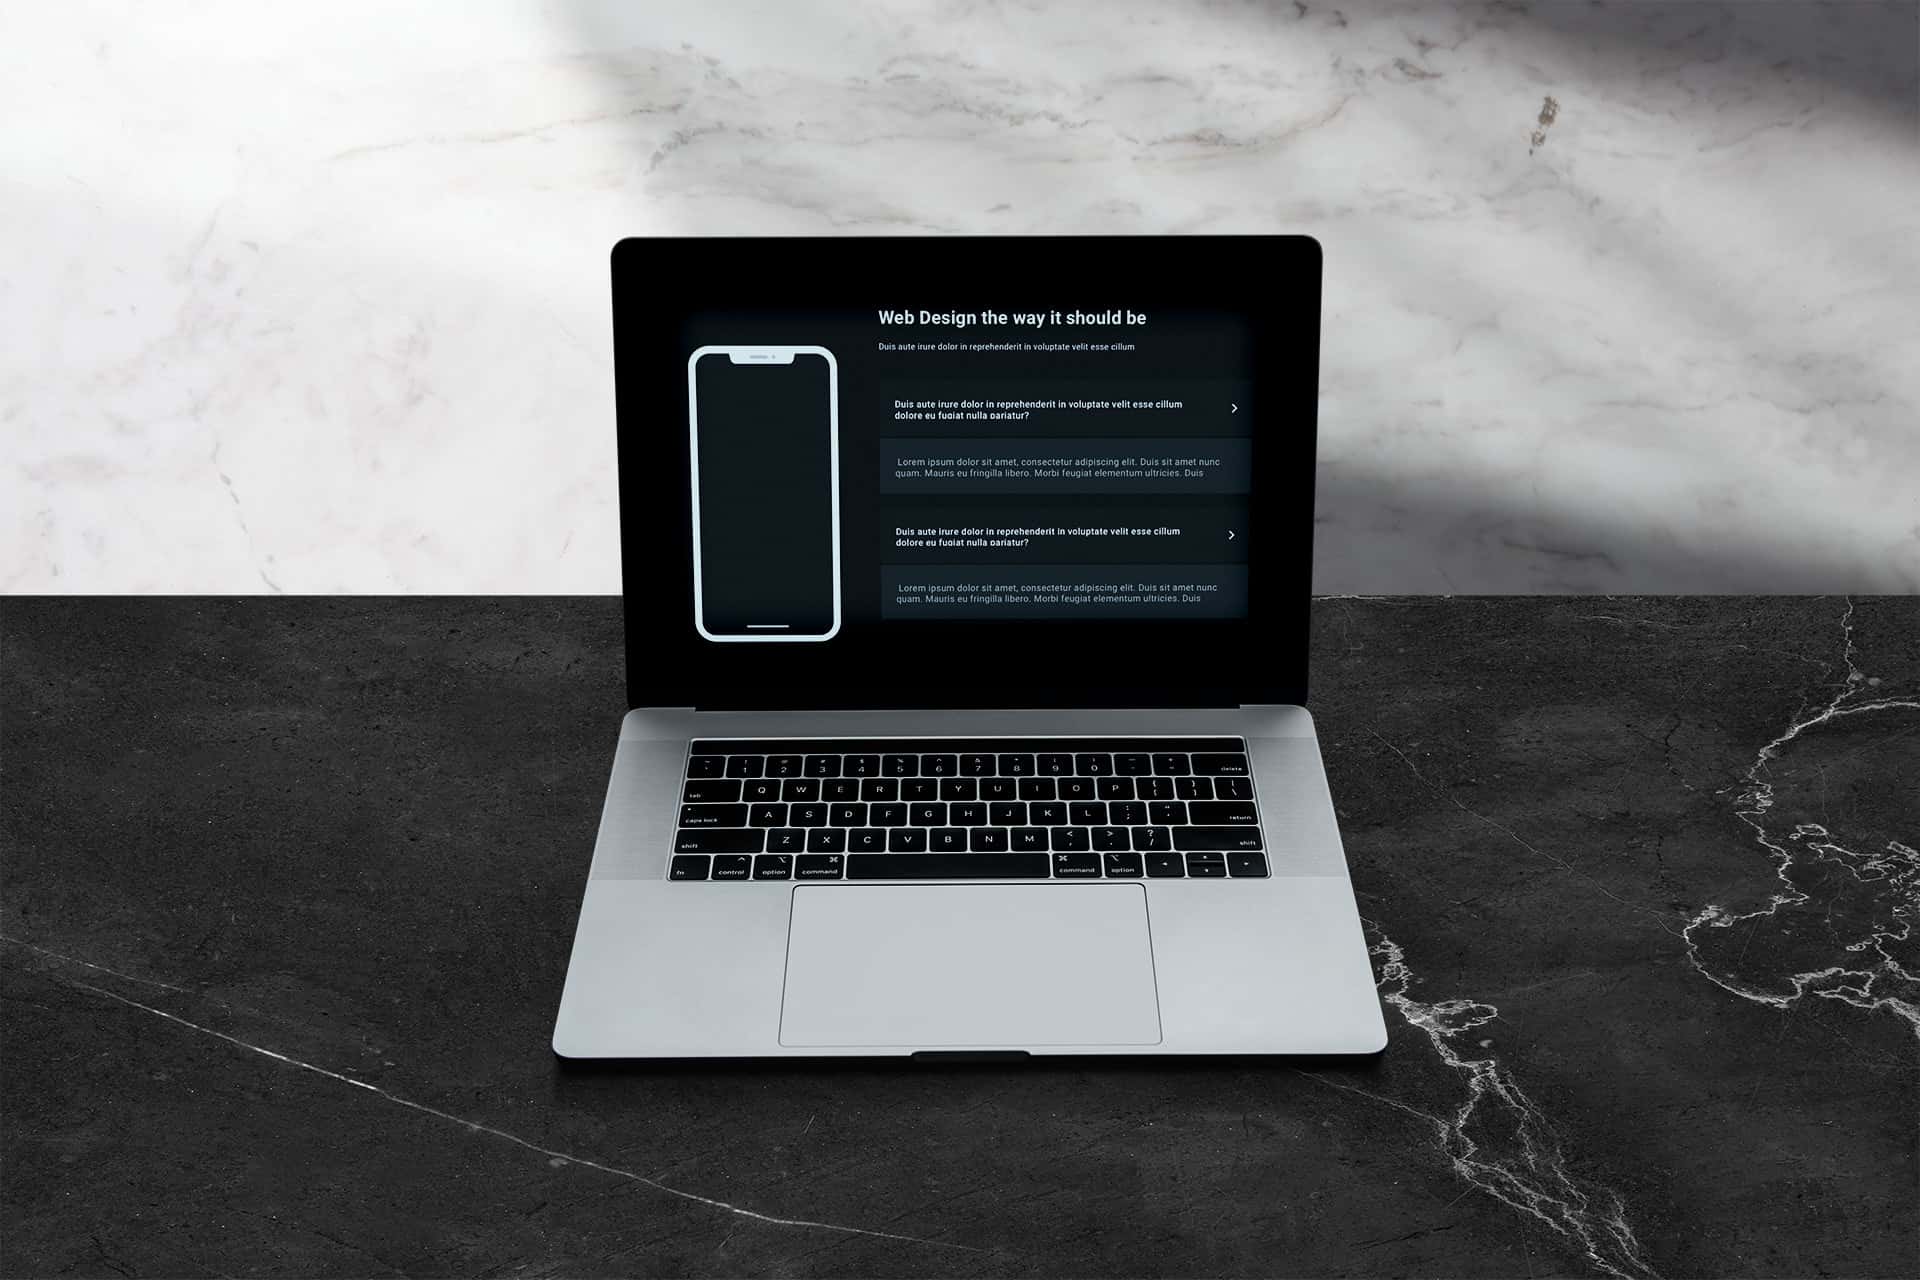 Web Design the way it should be
Duis aute irure dolor in reprehenderit in voluptate velit esse cillum
Duis aute irure dolor in reprehenderit in voluptate velit esse cillum
dolore eu fugiat nulla pariatur?
Lorem ipsum dolor sit amet, consectetur adipiscing elit. Duis sit amet nunc
quam. Mauris eu fringilla libero. Morbi feugiat elementum ultricies. Duis
Duis aute irure dolor in reprehenderit in voluptate velit esse cillum
dolore eu fugiat nulla pariatur?
Lorem ipsum dolor sit amet, consectetur adipiscing elit. Duis sit amet nunc
quam. Mauris eu fringilla libero. Morbi feugiat elementum ultricies. Duis
1 2 3 4 5 6 7 8 9 0 delete
tab Q W E R T Y U I O P { [ } ] | \
caps lock A S D F G H J K L : ; " ' return
shift Z X C V B N M < , > . ? / shift
fn control option ⌘ command ⌘ command option